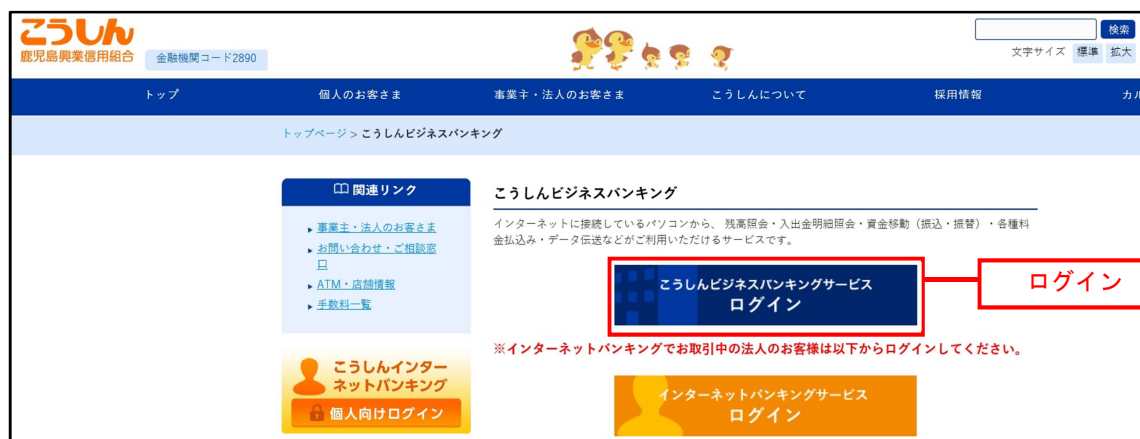 こうしん
鹿児島興業信用組合
金融機関コード2890
検索
文字サイズ 標準 拡大
トップ 個人のお客さま 事業主・法人のお客さま こうしんについて 採用情報
トップページ > こうしんビジネスバンキング
関連リンク
事業主・法人のお客さま
お問い合わせ・ご相談窓
口
ATM・店舗情報
手数料一覧
こうしんインター
ネットバンキング
個人向けログイン
こうしんビジネスバンキング
インターネットに接続しているパソコンから、 残高照会・入出金明細照会・資金移動（振込・振替）・各種料
金払込み・データ伝送などがご利用いただけるサービスです。
こうしんビジネスバンキングサービス
ログイン
ログイン
※インターネットバンキングでお取引中の法人のお客様は以下からログインしてください。
インターネットバンキングサービス
ログイン